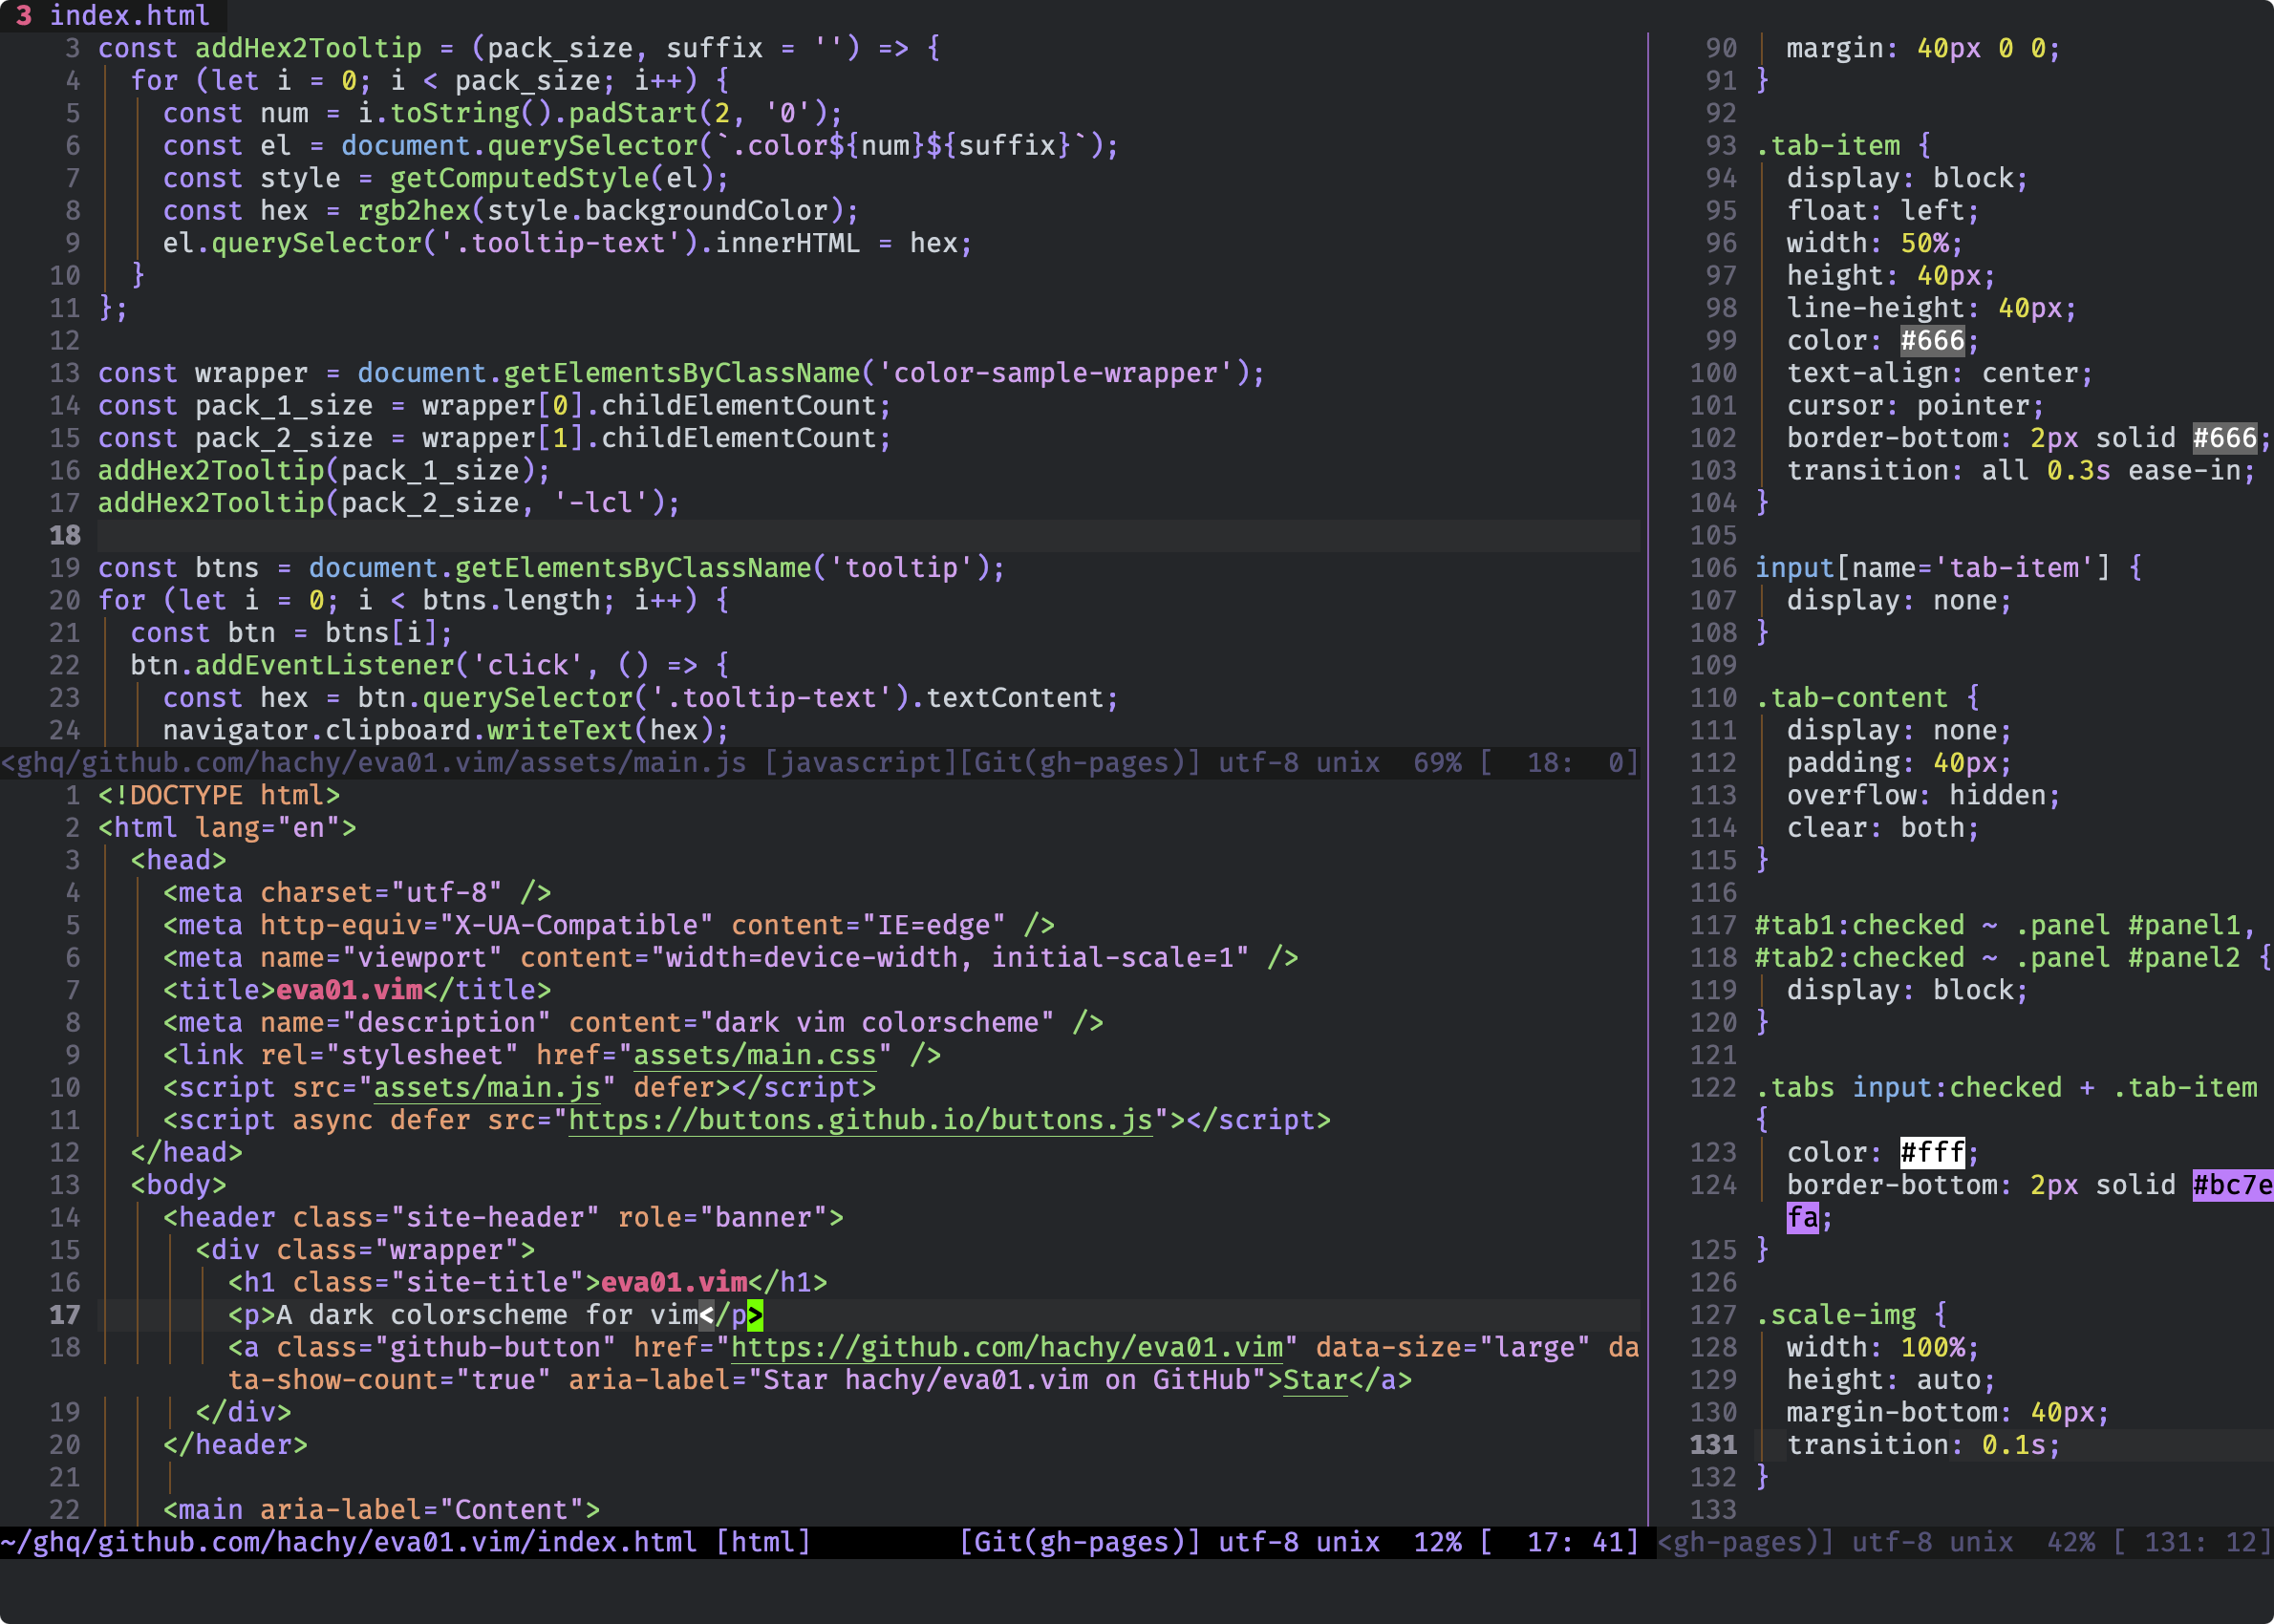 3 index.html
3 const addHex2Tooltip = (pack_size, suffix = '') => {
4   for (let i = 0; i < pack_size; i++) {
5     const num = i.toString().padStart(2, '0');
6     const el = document.querySelector(`.color${num}${suffix}`);
7     const style = getComputedStyle(el);
8     const hex = rgb2hex(style.backgroundColor);
9     el.querySelector('.tooltip-text').innerHTML = hex;
10   }
11 };
12
13 const wrapper = document.getElementsByClassName('color-sample-wrapper');
14 const pack_1_size = wrapper[0].childElementCount;
15 const pack_2_size = wrapper[1].childElementCount;
16 addHex2Tooltip(pack_1_size);
17 addHex2Tooltip(pack_2_size, '-lcl');
18
19 const btns = document.getElementsByClassName('tooltip');
20 for (let i = 0; i < btns.length; i++) {
21   const btn = btns[i];
22   btn.addEventListener('click', () => {
23     const hex = btn.querySelector('.tooltip-text').textContent;
24     navigator.clipboard.writeText(hex);
<ghq/github.com/hachy/eva01.vim/assets/main.js [javascript][Git(gh-pages)] utf-8 unix  69% [  18:  0]
1 <!DOCTYPE html>
2 <html lang="en">
3   <head>
4     <meta charset="utf-8" />
5     <meta http-equiv="X-UA-Compatible" content="IE=edge" />
6     <meta name="viewport" content="width=device-width, initial-scale=1" />
7     <title>eva01.vim</title>
8     <meta name="description" content="dark vim colorscheme" />
9     <link rel="stylesheet" href="assets/main.css" />
10     <script src="assets/main.js" defer></script>
11     <script async defer src="https://buttons.github.io/buttons.js"></script>
12   </head>
13   <body>
14     <header class="site-header" role="banner">
15       <div class="wrapper">
16         <h1 class="site-title">eva01.vim</h1>
17         <p>A dark colorscheme for vim</p>
18         <a class="github-button" href="https://github.com/hachy/eva01.vim" data-size="large" da
ta-show-count="true" aria-label="Star hachy/eva01.vim on GitHub">Star</a>
19       </div>
20     </header>
21
22     <main aria-label="Content">
~/ghq/github.com/hachy/eva01.vim/index.html [html]         [Git(gh-pages)] utf-8 unix  12% [  17: 41]
90   margin: 40px 0 0;
91 }
92
93 .tab-item {
94   display: block;
95   float: left;
96   width: 50%;
97   height: 40px;
98   line-height: 40px;
99   color: #666;
100   text-align: center;
101   cursor: pointer;
102   border-bottom: 2px solid #666;
103   transition: all 0.3s ease-in;
104 }
105
106 input[name='tab-item'] {
107   display: none;
108 }
109
110 .tab-content {
111   display: none;
112   padding: 40px;
113   overflow: hidden;
114   clear: both;
115 }
116
117 #tab1:checked ~ .panel #panel1,
118 #tab2:checked ~ .panel #panel2 {
119   display: block;
120 }
121
122 .tabs input:checked + .tab-item
{
123   color: #fff;
124   border-bottom: 2px solid #bc7e
fa;
125 }
126
127 .scale-img {
128   width: 100%;
129   height: auto;
130   margin-bottom: 40px;
131   transition: 0.1s;
132 }
133
<gh-pages)] utf-8 unix  42% [ 131: 12]